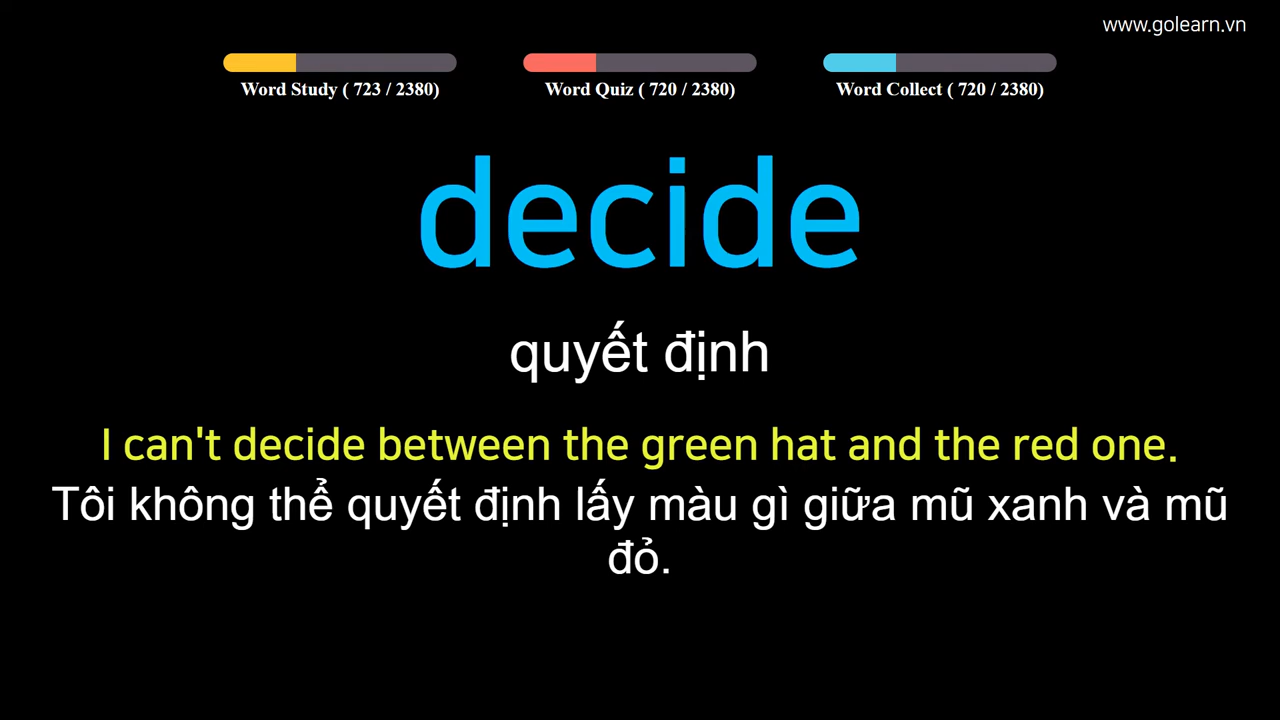 www.golearn.vn
Word Study ( 723 / 2380)
Word Quiz ( 720 / 2380)
Word Collect ( 720 / 2380)
decide
quyết định
I can't decide between the green hat and the red one.
Tôi không thể quyết định lấy màu gì giữa mũ xanh và mũ
đỏ.